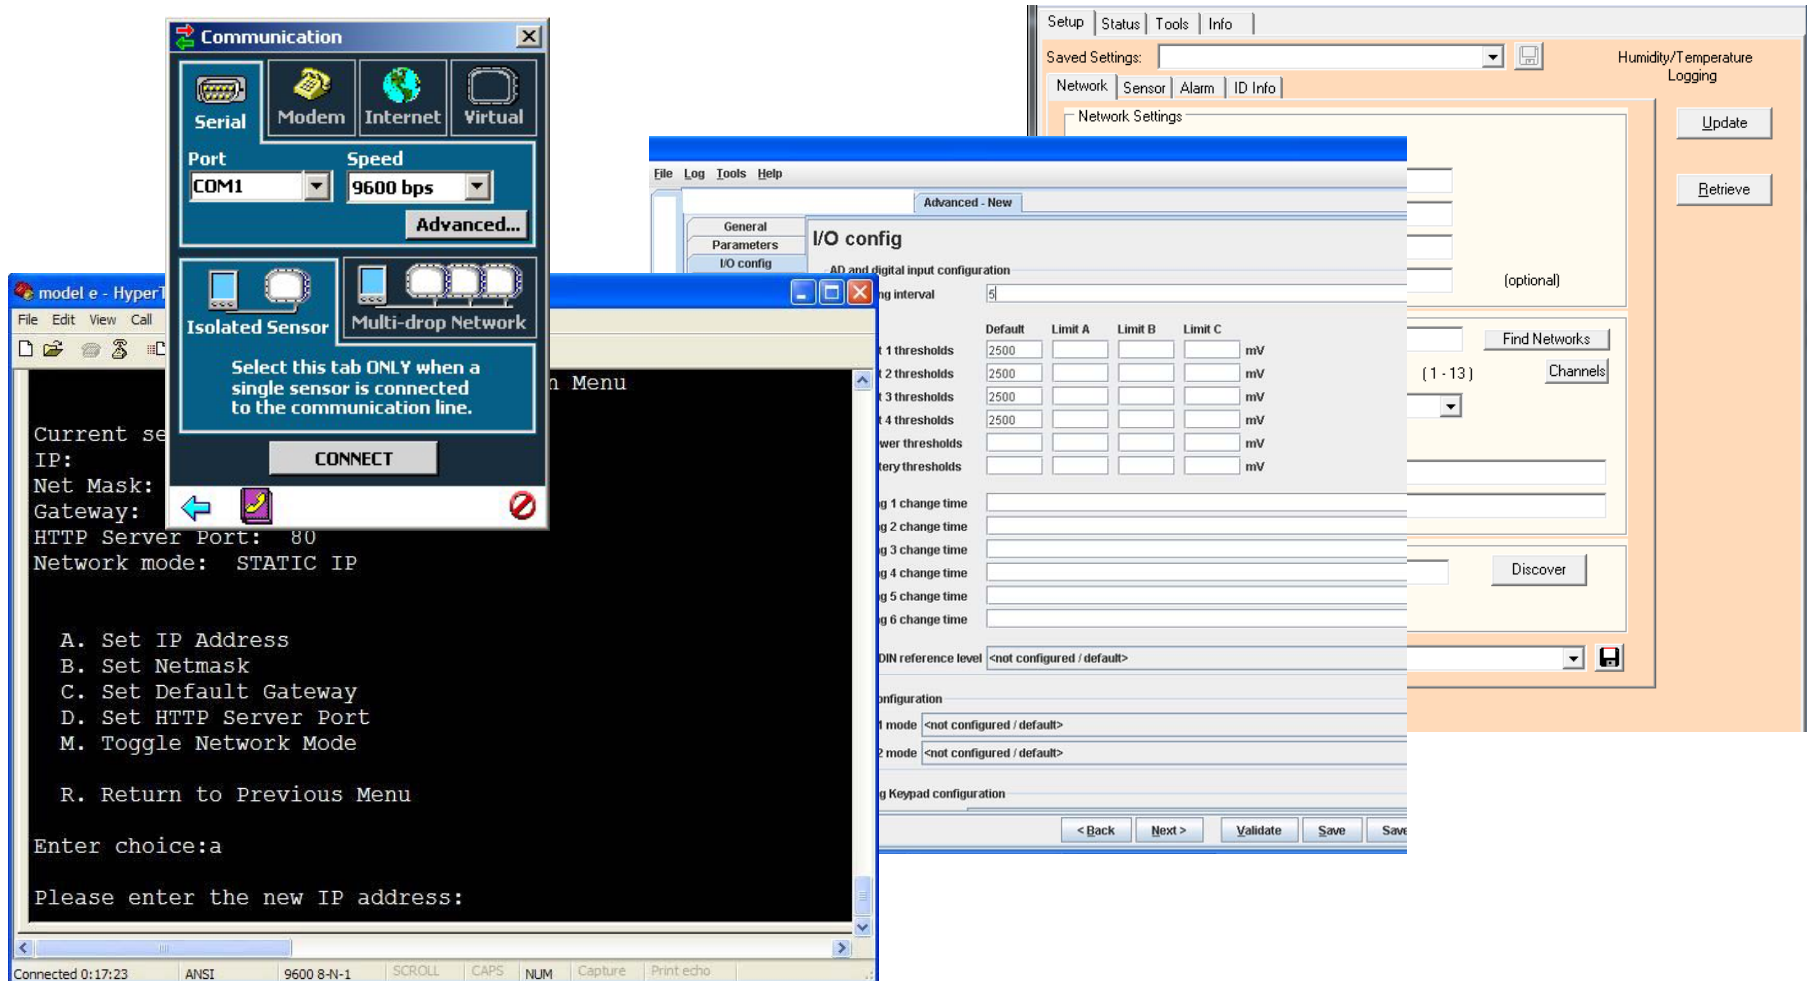 Communication
Serial
Modem
Internet
Virtual
Port
Speed
COM1
9600 bps
Advanced...
Isolated Sensor
Multi-drop Network
Select this tab ONLY when a
single sensor is connected
to the communication line.
CONNECT
model e - HyperT
File Edit View Call
n Menu
Current se
IP:
Net Mask:
Gateway:
HTTP Server Port: 80
Network mode: STATIC IP
A. Set IP Address
B. Set Netmask
C. Set Default Gateway
D. Set HTTP Server Port
M. Toggle Network Mode
R. Return to Previous Menu
Enter choice:a
Please enter the new IP address:
Connected 0:17:23 ANSI 9600 8-N-1 SCROLL CAPS NUM Capture Print echo
File Log Tools Help
Advanced - New
General
Parameters
I/O config
I/O config
AD and digital input configuration
ng interval 5
Default Limit A Limit B Limit C
t 1 thresholds 2500 mV
t 2 thresholds 2500 mV
t 3 thresholds 2500 mV
t 4 thresholds 2500 mV
wer thresholds mV
tery thresholds mV
g 1 change time
g 2 change time
g 3 change time
g 4 change time
g 5 change time
g 6 change time
DIN reference level <not configured / default>
onfiguration
1 mode <not configured / default>
2 mode <not configured / default>
g Keypad configuration
< Back Next > Validate Save Save
Setup Status Tools Info
Saved Settings:
Humidity/Temperature
Logging
Network Sensor Alarm ID Info
Network Settings
Update
Retrieve
(optional)
Find Networks
(1 - 13) Channels
Discover